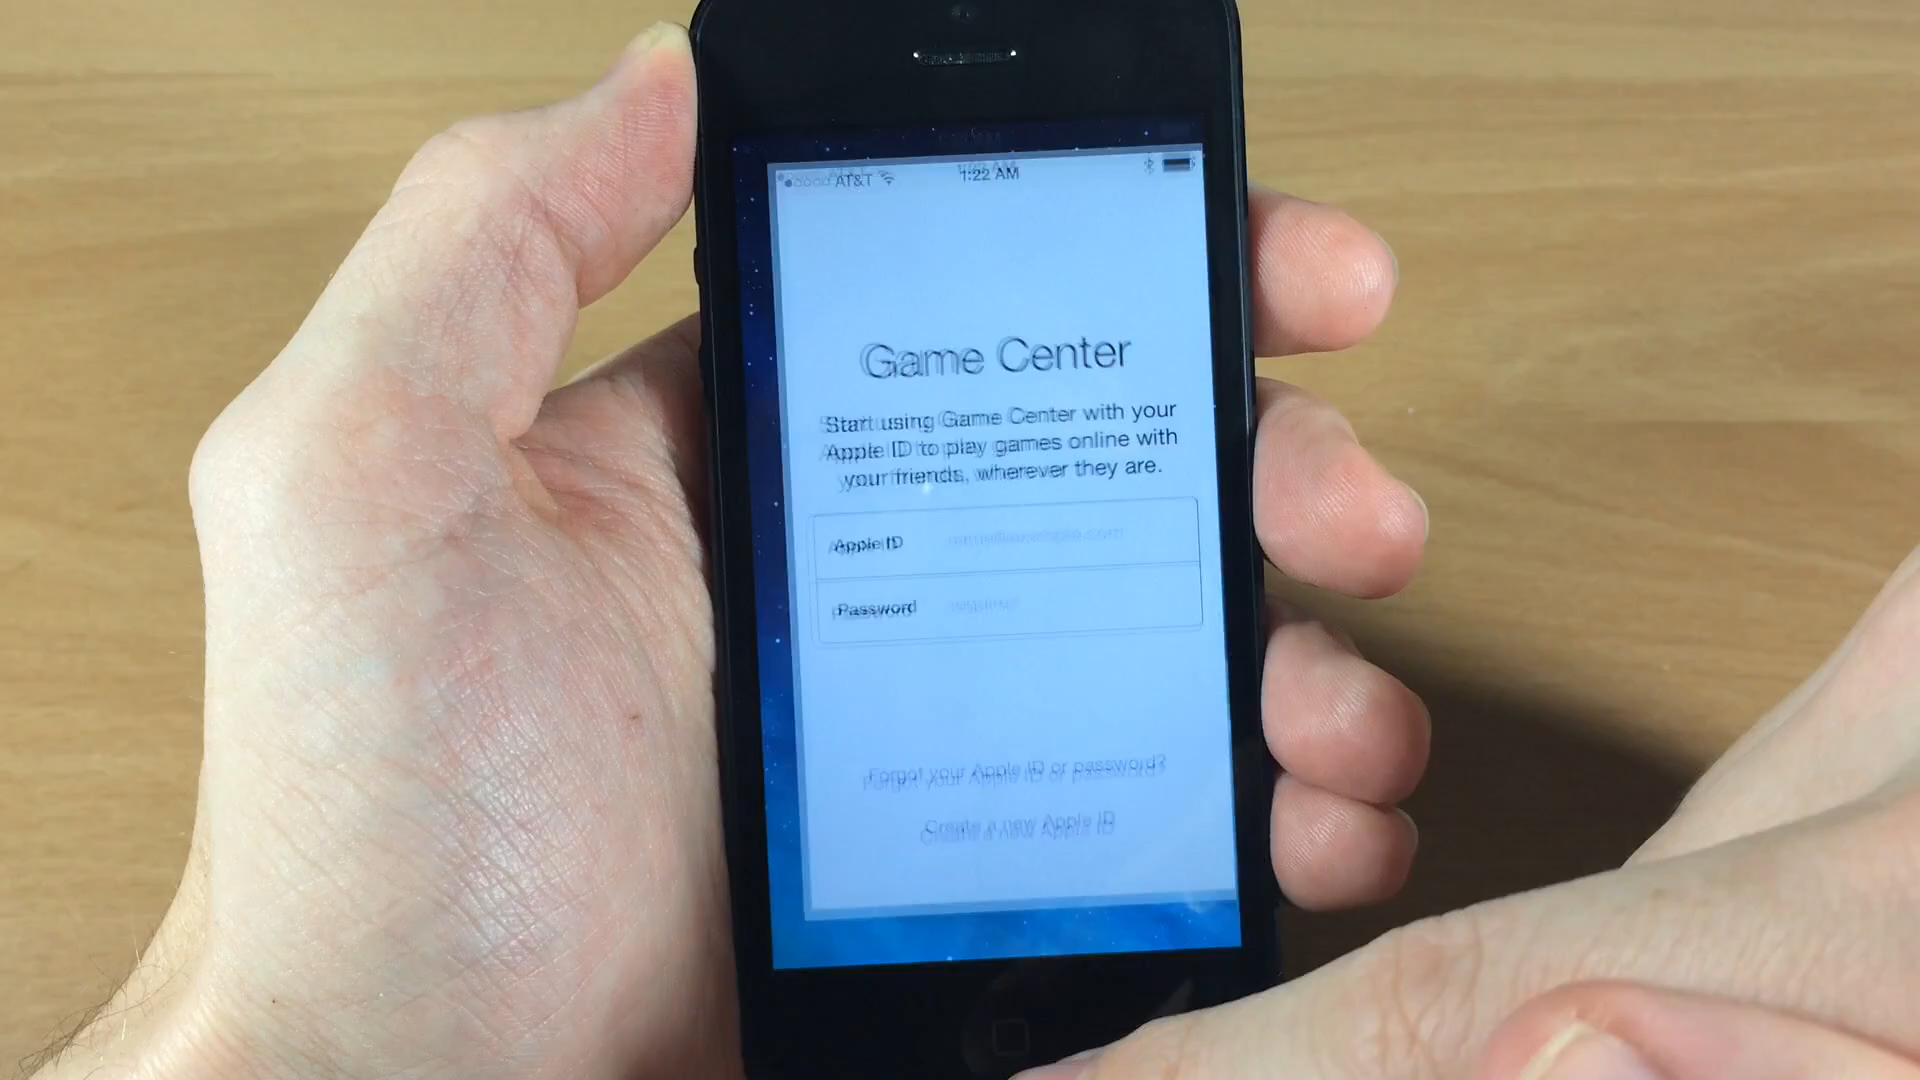 AT&T 1:22 AM
Game Center
Start using Game Center with your
Apple ID to play games online with
your friends, wherever they are.
Apple ID
Password
Forgot your Apple ID or password?
Create a new Apple ID